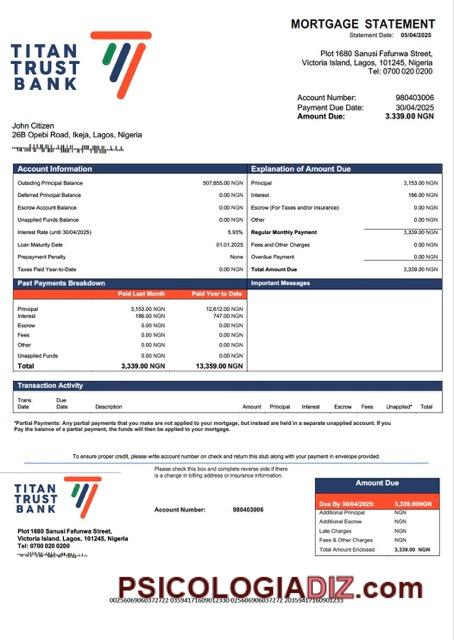 MORTGAGE STATEMENT
Statement Date: 05/04/2025
TITAN
TRUST
BANK
Plot 1680 Sanusi Fafunwa Street,
Victoria Island, Lagos, 101245, Nigeria
Tel: 0700 020 0200
Account Number: 980403006
Payment Due Date: 30/04/2025
Amount Due: 3.339.00 NGN
John Citizen
26B Opebi Road, Ikeja, Lagos, Nigeria
Account Information
Outsiding Principal Balance 507,855.00 NGN
Deferred Principal Balance 0.00 NGN
Escrow Account Balance 0.00 NGN
Unapplied Funds Balance 0.00 NGN
Interest Rate (until 30/04/2025) 5.93%
Loan Maturity Date 01.01.2025
Prepayment Penalty None
Taxes Paid Year-to-Date 0.00 NGN
Explanation of Amount Due
Principal 3,153.00 NGN
Interest 186.00 NGN
Escrow (For Taxes and/or insurance) 0.00 NGN
Other 0.00 NGN
Regular Monthly Payment 3,339.00 NGN
Fees and Other Charges 0.00 NGN
Overdue Payment 0.00 NGN
Total Amount Due 3,339.00 NGN
Past Payments Breakdown
Paid Last Month Paid Year to Date
Principal 3,153.00 NGN 12,612.00 NGN
Interest 186.00 NGN 747.00 NGN
Escrow 0.00 NGN 0.00 NGN
Fees 0.00 NGN 0.00 NGN
Other 0.00 NGN 0.00 NGN
Unapplied Funds 0.00 NGN 0.00 NGN
Total 3,339.00 NGN 13,359.00 NGN
Important Messages
Transaction Activity
Trans. Date Due Date Description Amount Principal Interest Escrow Fees Unapplied* Total
*Partial Payments: Any partial payments that you make are not applied to your mortgage, but instead are held in a separate unapplied account. If you
Pay the balance of a partial payment, the funds will then be applied to your mortgage.
To ensure proper credit, please write account number on check and return this stub along with your payment in envelope provided.
TITAN
TRUST
BANK
Please check this box and complete reverse side if there
is a change in billing address or insurance information.
Account Number: 980403006
Plot 1680 Sanusi Fafunwa Street,
Victoria Island, Lagos, 101245, Nigeria
Tel: 0700 020 0200
Amount Due
Due By 30/04/2025: 3,339.00NGN
Additional Principal NGN
Additional Escrow NGN
Late Charges NGN
Fees & Other Charges NGN
Total Amount Enclosed 3,339.00 NGN
PSICOLOGIADIZ.com